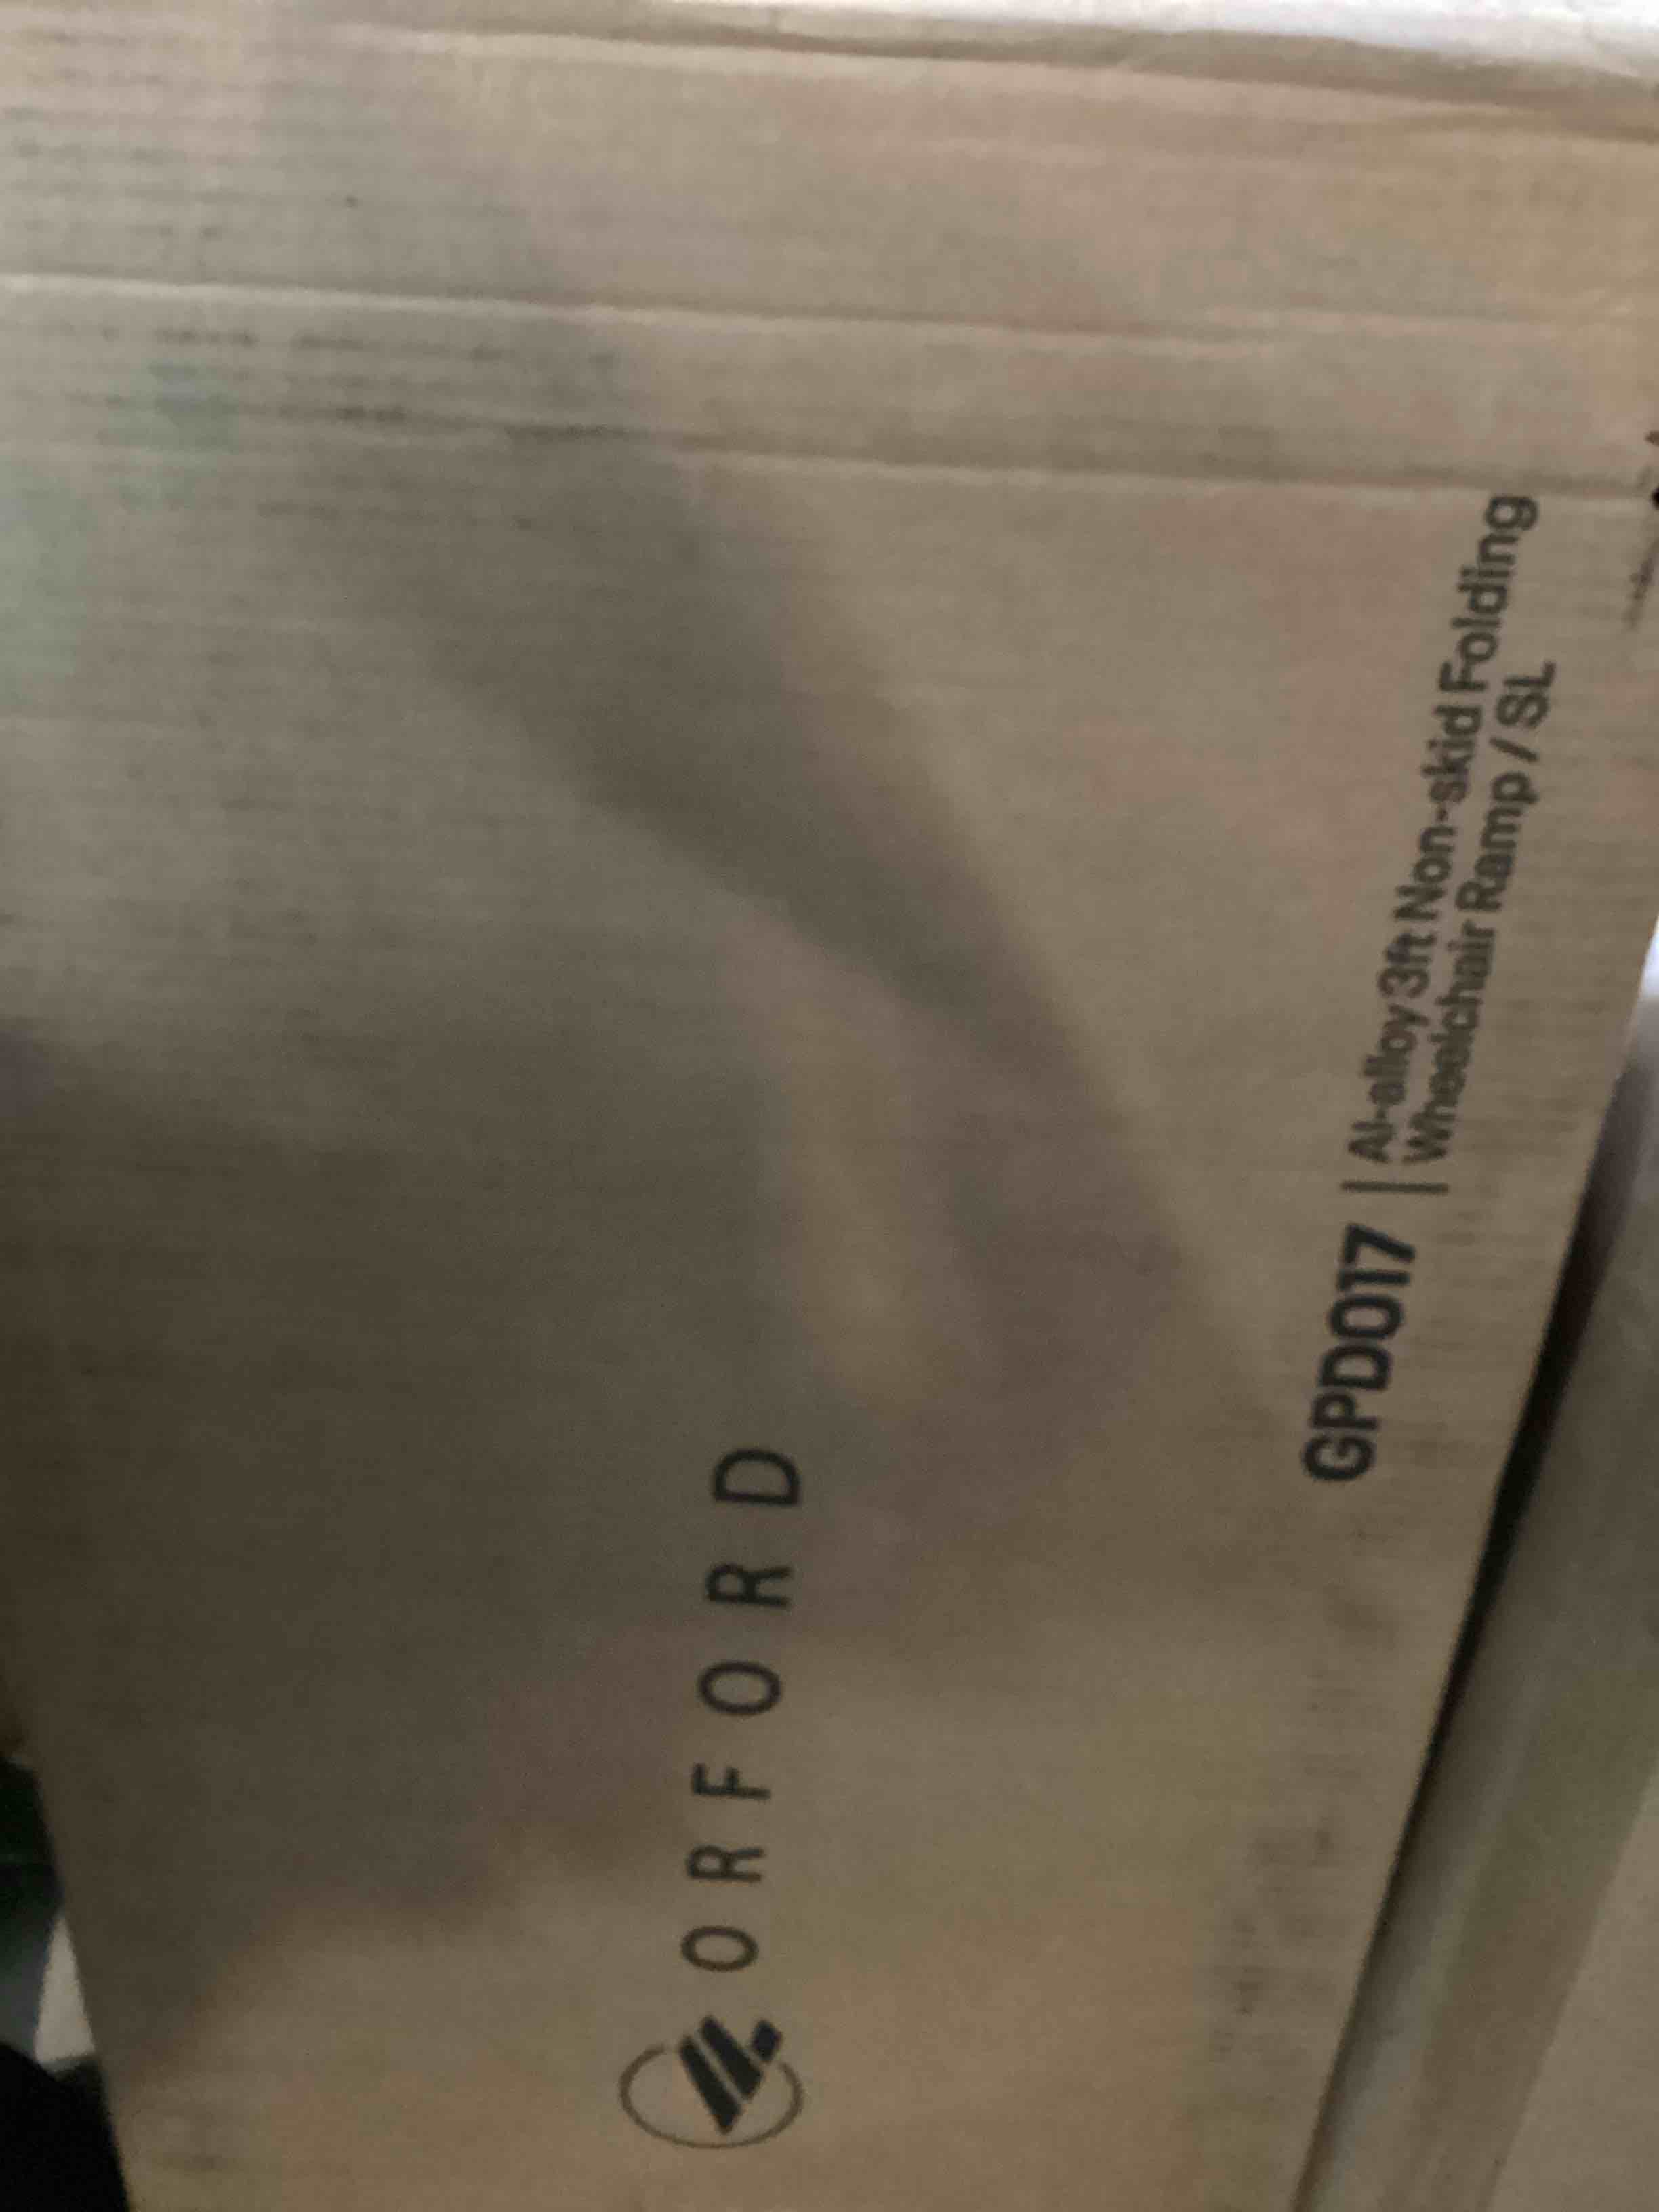 ORFORD
GPD017
Al-alloy 3ft Non-skid Folding
Wheelchair Ramp / SL